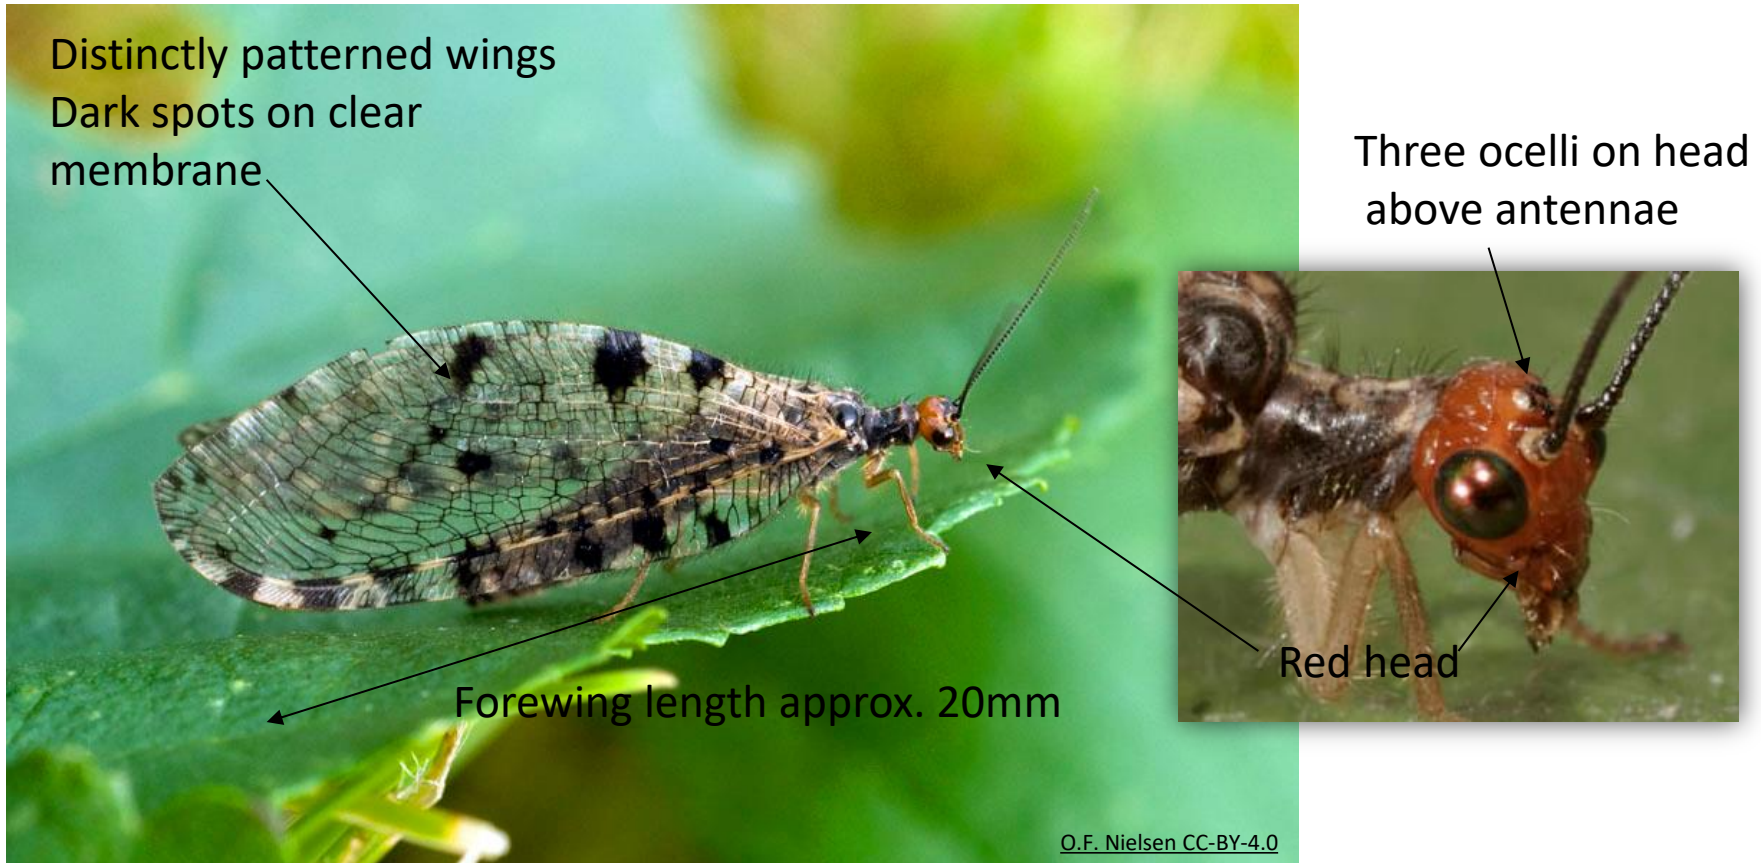 Distinctly patterned wings
Dark spots on clear
membrane
Three ocelli on head
above antennae
Red head
Forewing length approx. 20mm
O.F. Nielsen CC-BY-4.0